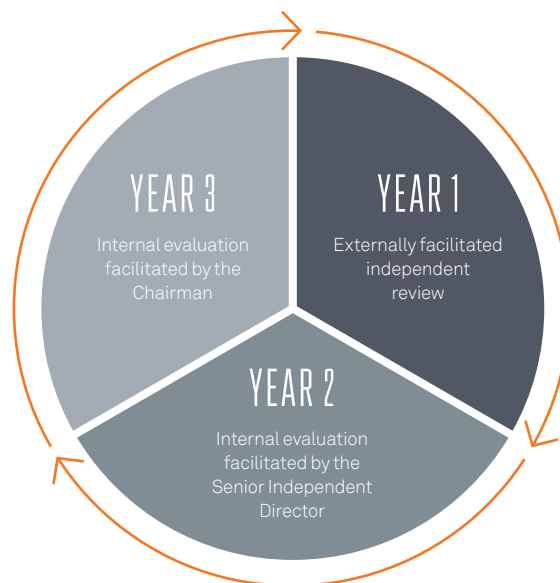 YEAR 1
Externally facilitated
independent
review
YEAR 2
Internal evaluation
facilitated by the
Senior Independent
Director
YEAR 3
Internal evaluation
facilitated by the
Chairman